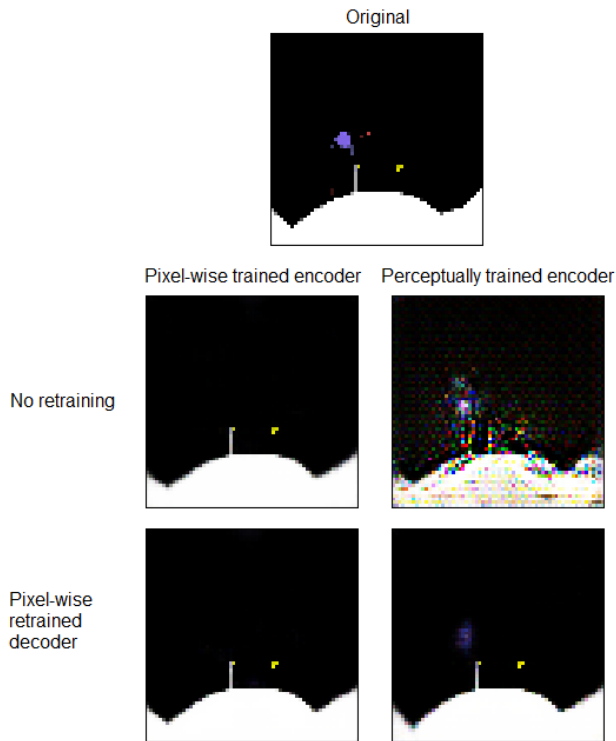 Original
Pixel-wise trained encoder
Perceptually trained encoder
No retraining
Pixel-wise
retrained
decoder